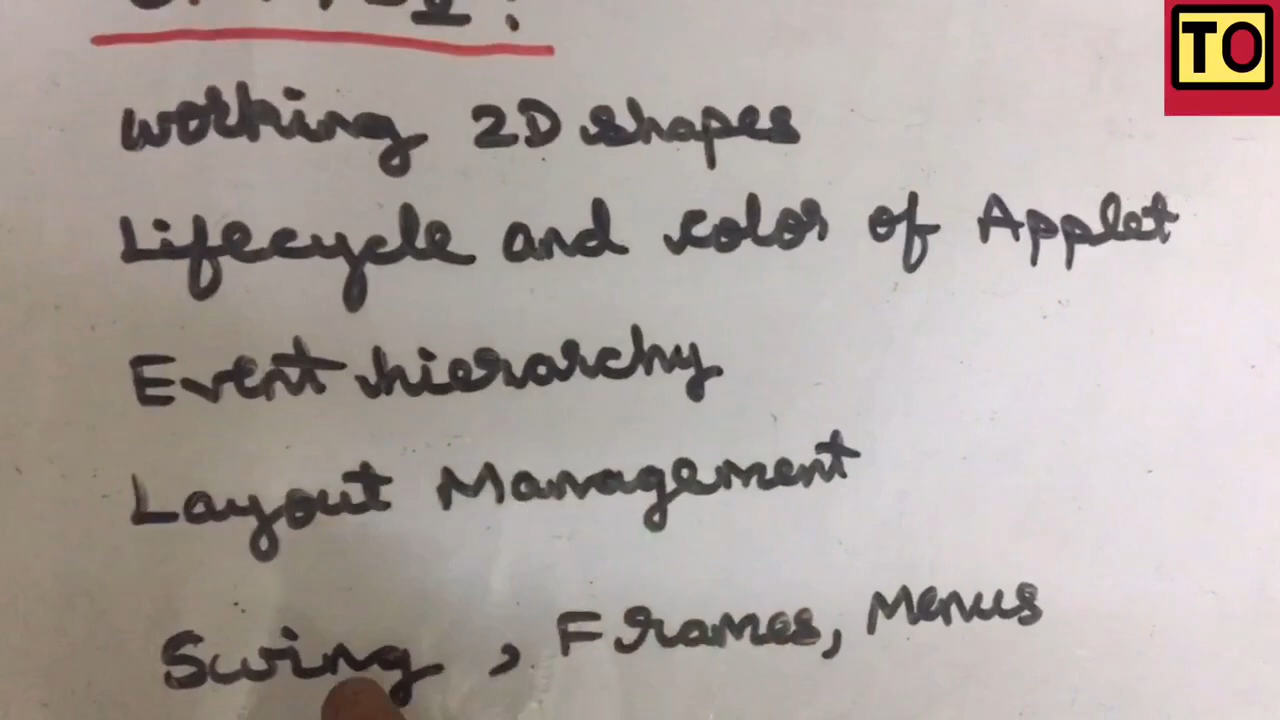 TO
working 2D shapes
Lifecycle and color of Applet
Event hierarchy
Layout Management
Swing, Frames, Menus